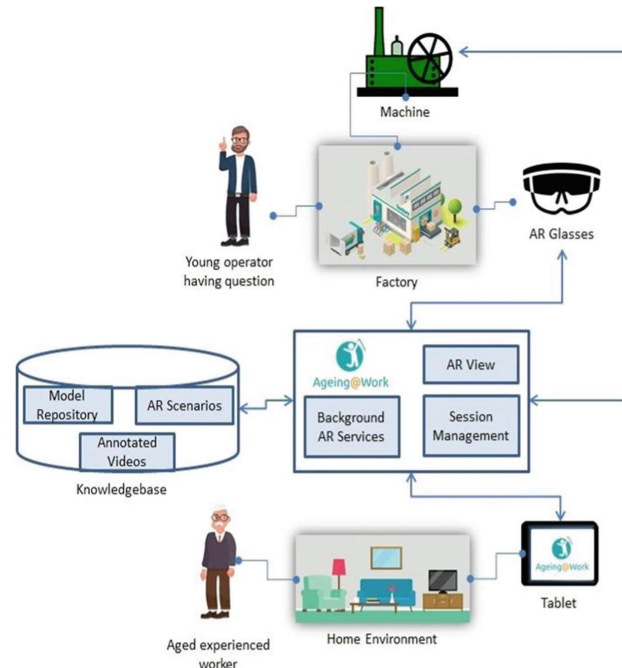 Machine
Young operator
having question
Factory
AR Glasses
Ageing@Work
AR View
Background
AR Services
Session
Management
Model
Repository
AR Scenarios
Annotated
Videos
Knowledgebase
Aged experienced
worker
Home Environment
Ageing@Work
Tablet